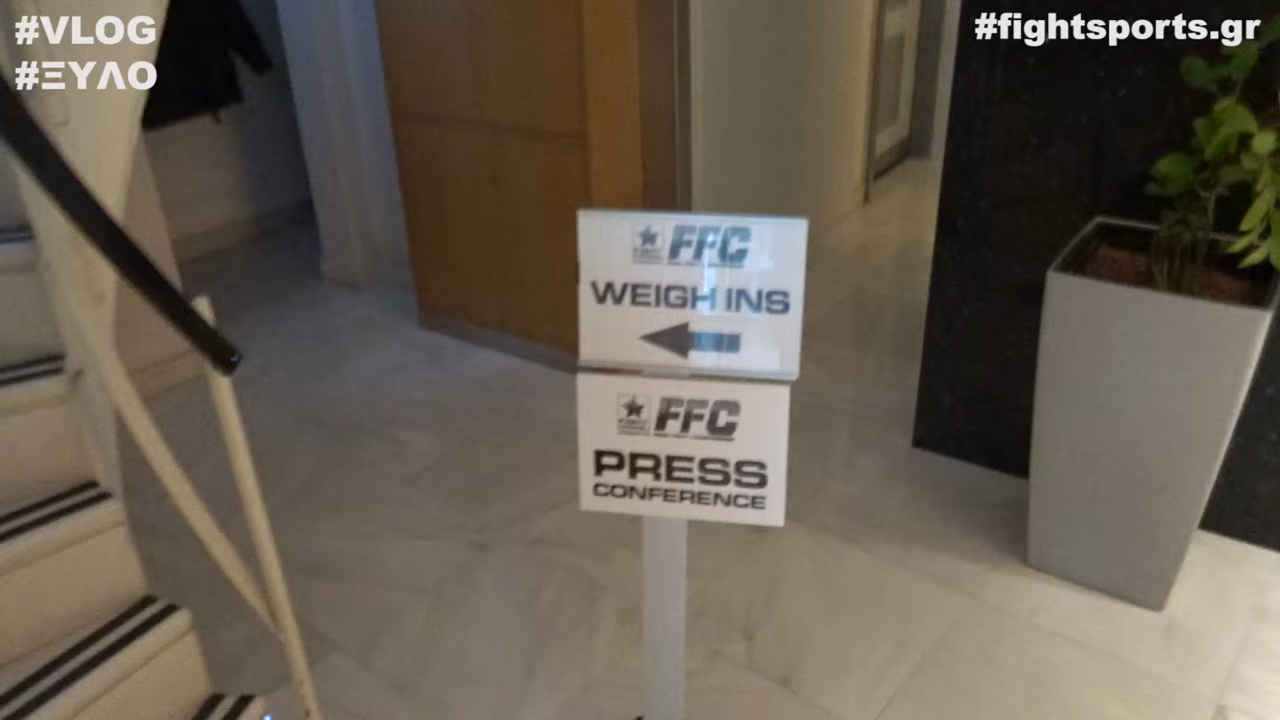 #VLOG
#ΞΥΛΟ
#fightsports.gr
FFC
WEIGH INS
FFC
PRESS
CONFERENCE